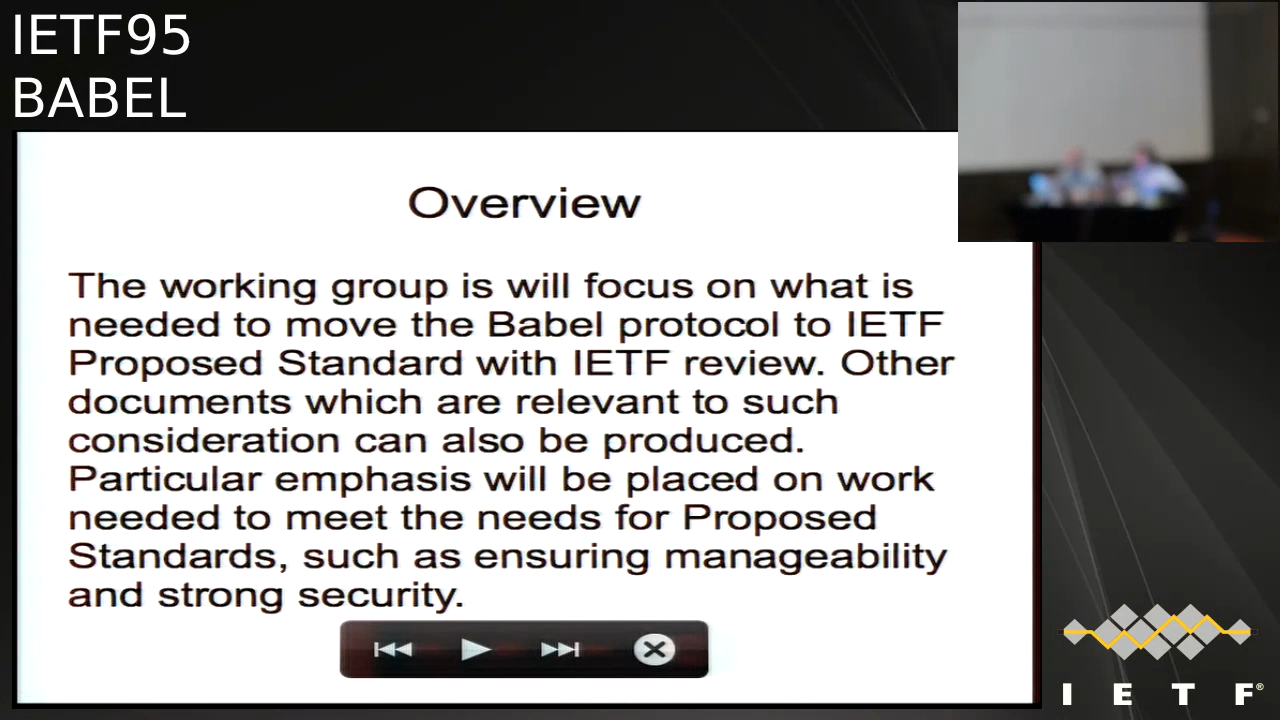 IETF95
BABEL
Overview
The working group is will focus on what is
needed to move the Babel protocol to IETF
Proposed Standard with IETF review. Other
documents which are relevant to such
consideration can also be produced.
Particular emphasis will be placed on work
needed to meet the needs for Proposed
Standards, such as ensuring manageability
and strong security.
I E T F®